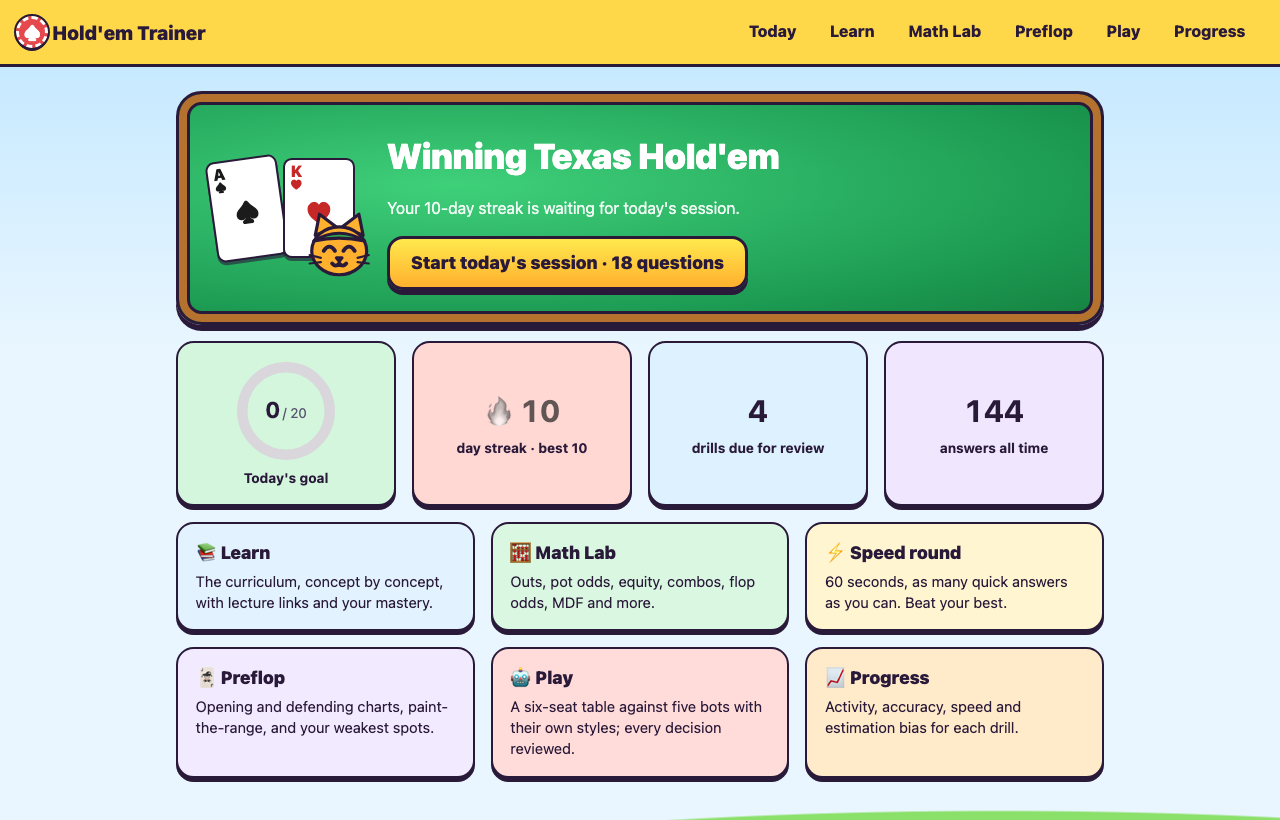 Hold'em Trainer
Today
Learn
Math Lab
Preflop
Play
Progress
A
K
Winning Texas Hold'em
Your 10-day streak is waiting for today's session.
Start today's session · 18 questions
0 / 20
Today's goal
10
day streak · best 10
4
drills due for review
144
answers all time
Learn
The curriculum, concept by concept,
with lecture links and your mastery.
Math Lab
Outs, pot odds, equity, combos, flop
odds, MDF and more.
Speed round
60 seconds, as many quick answers
as you can. Beat your best.
Preflop
Opening and defending charts, paint-
the-range, and your weakest spots.
Play
A six-seat table against five bots with
their own styles; every decision
reviewed.
Progress
Activity, accuracy, speed and
estimation bias for each drill.